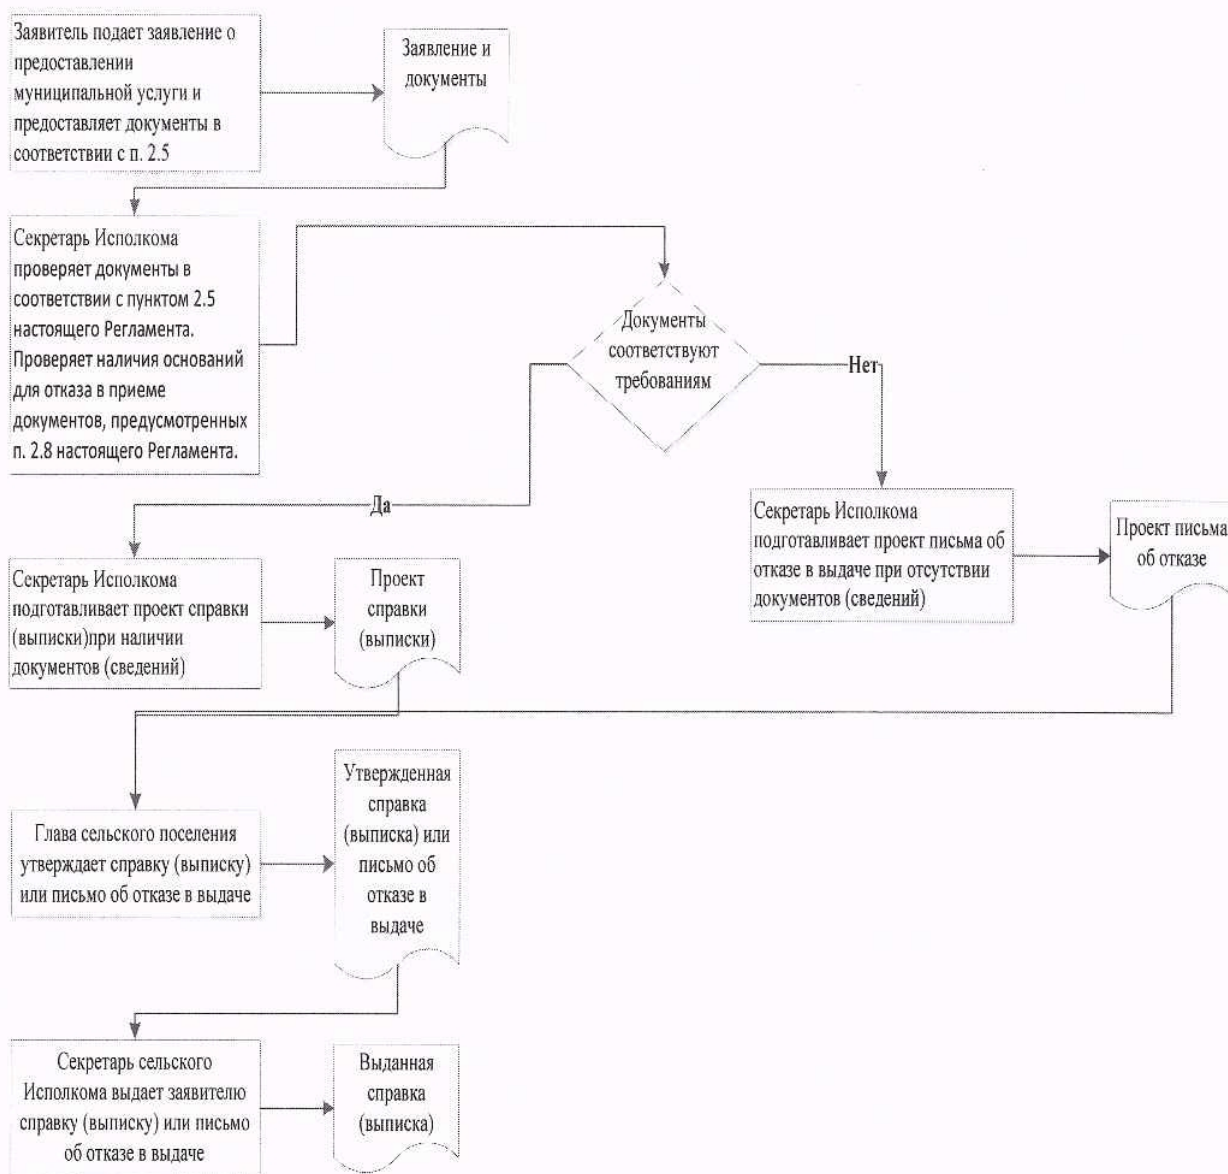 Заявитель подает заявление о
предоставлении
муниципальной услуги и
предоставляет документы в
соответствии с п. 2.5
Заявление и
документы
Секретарь Исполкома
проверяет документы в
соответствии с пунктом 2.5
настоящего Регламента.
Проверяет наличия оснований
для отказа в приеме
документов, предусмотренных
п. 2.8 настоящего Регламента.
Документы
соответствуют
требованиям
Нет
Да
Секретарь Исполкома
подготавливает проект письма об
отказе в выдаче при отсутствии
документов (сведений)
Проект письма
об отказе
Секретарь Исполкома
подготавливает проект справки
(выписки)при наличии
документов (сведений)
Проект
справки
(выписки)
Глава сельского поселения
утверждает справку (выписку)
или письмо об отказе в выдаче
Утвержденная
справка
(выписка) или
письмо об
отказе в
выдаче
Секретарь сельского
Исполкома выдает заявителю
справку (выписку) или письмо
об отказе в выдаче
Выданная
справка
(выписка)